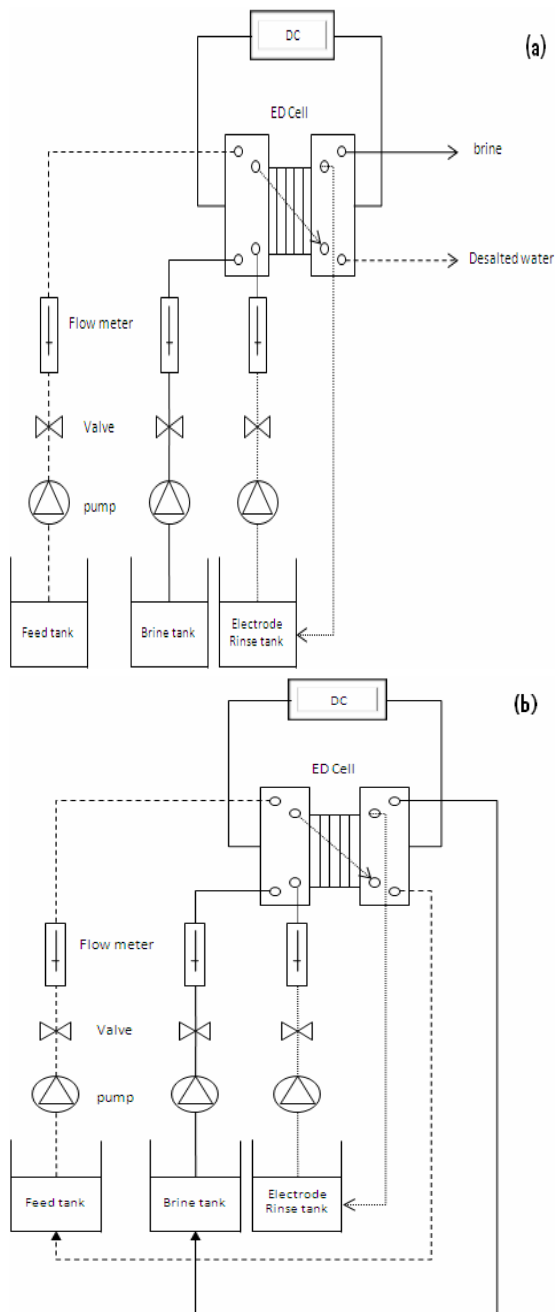 (a)
DC
ED Cell
brine
Desalted water
Flow meter
Valve
pump
Feed tank
Brine tank
Electrode
Rinse tank
(b)
DC
ED Cell
Flow meter
Valve
pump
Feed tank
Brine tank
Electrode
Rinse tank